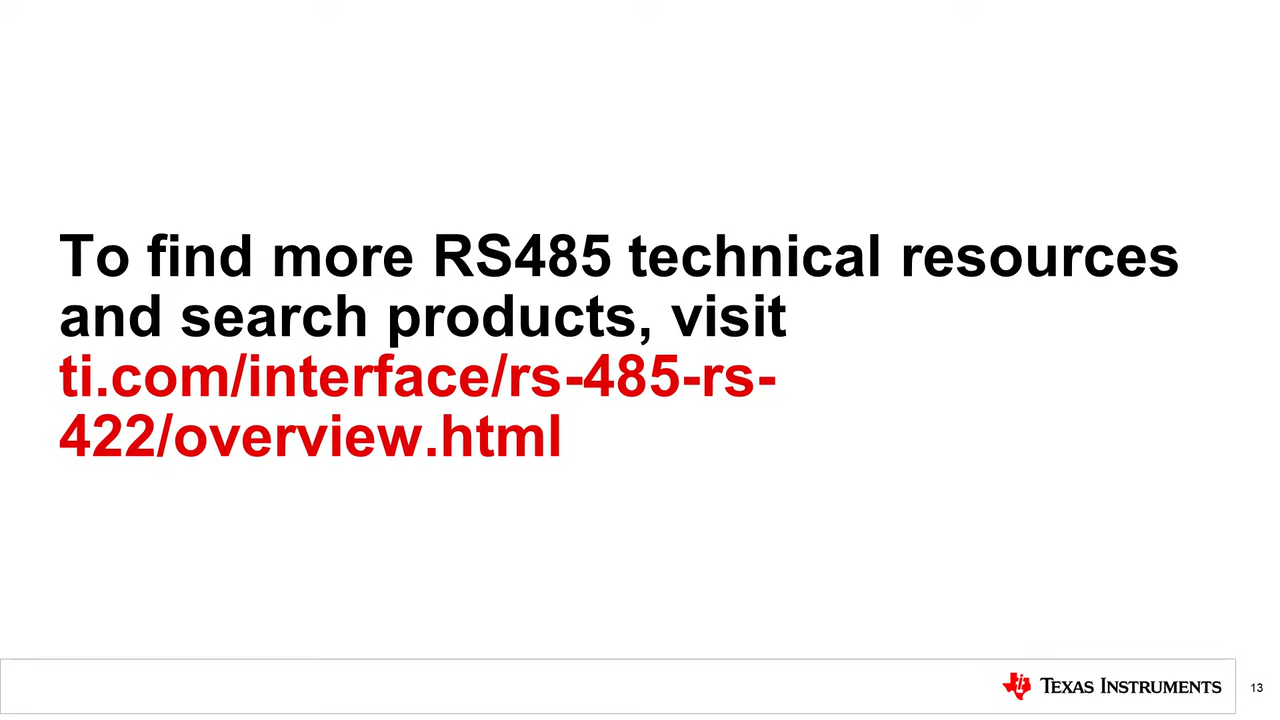 To find more RS485 technical resources
and search products, visit
ti.com/interface/rs-485-rs-
422/overview.html
TEXAS INSTRUMENTS
13